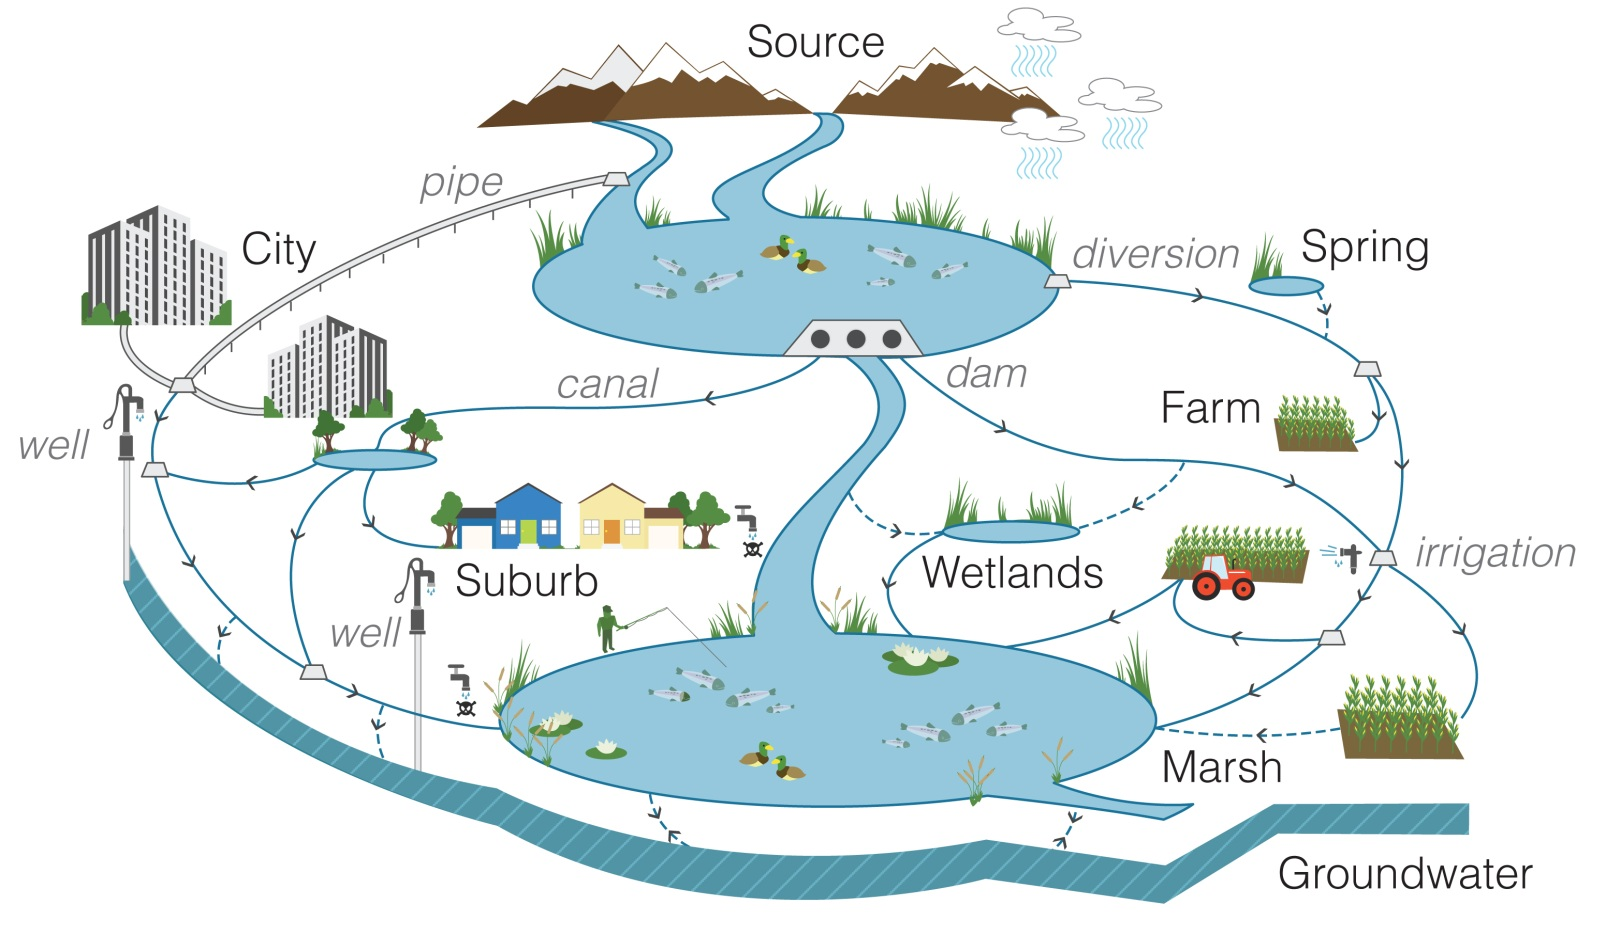 Source
pipe
City
diversion
Spring
canal
dam
Farm
well
Suburb
Wetlands
irrigation
well
Marsh
Groundwater